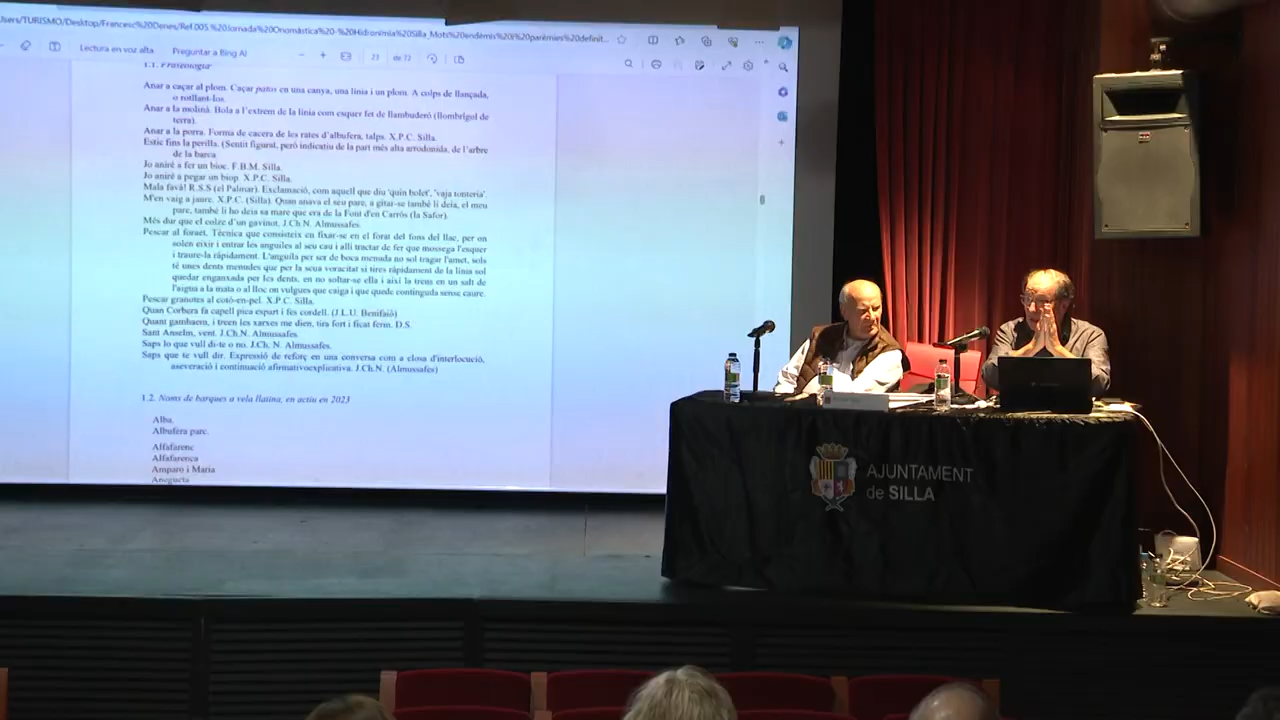 Users/TURISMO/Desktop/Francesc%20Denes/Ref.005.%20Jornada%20Onomàstica%20-%20Hidronímia%20Silla_Mots%20endèmis%20i%20parèmies%20definit...
Lectura en voz alta
Preguntar a Bing AI
23 de 72
1.1. Fraseologia
Anar a caçar al plom. Caçar patos en una canya, una línia i un plom. A colps de llançada,
o rotllant-los.
Anar a la molinà. Bola a l'extrem de la línia com esquer fet de llambuderó (llombrígol de
terra).
Anar a la porra. Forma de cacera de les rates d'albufera, talps. X.P.C. Silla.
Estic fins la perilla. (Sentit figurat, però indicatiu de la part més alta arrodonida, de l'arbre
de la barca
Jo aniré a fer un bioc. F.B.M. Silla.
Jo aniré a pegar un biop. X.P.C. Silla.
Mala favà! R.S.S (el Palmar). Exclamació, com aquell que diu 'quin bolet', 'vaja tonteria'.
M'en vaig a jaure. X.P.C. (Silla). Quan anava el seu pare, a gitar-se també li deia, el meu
pare, també li ho deia sa mare que era de la Font d'en Carròs (la Safor).
Més dur que el colze d'un gavinot. J.Ch N. Almussafes.
Pescar al foraet. Tècnica que consisteix en fixar-se en el forat del fons del llac, per on
solen eixir i entrar les anguiles al seu cau i allí tractar de fer que mossega l'esquer
i traure-la ràpidament. L'anguila per ser de boca menuda no sol tragar l'amet, sols
té unes dents menudes que per la seua voracitat si tires ràpidament de la línia sol
quedar enganxada per les dents, en no soltar-se ella i així la treus en un salt de
l'aigua a la mata o al lloc on vulgues que caiga i que quede continguda sense caure.
Pescar granotes al cotó-en-pel. X.P.C. Silla.
Quan Corbera fa capell pica espart i fes cordell. (J.L.U. Benifaió)
Quant gambaem, i treen les xarxes me dien, tira fort i ficat ferm. D.S.
Sant Anselm, vent. J.Ch.N. Almussafes.
Saps lo que vull di-te o no. J.Ch. N. Almussafes.
Saps que te vull dir. Expressió de reforç en una conversa com a closa d'interlocució,
asseveració i continuació afirmativoexplicativa. J.Ch.N. (Almussafes)
1.2. Noms de barques a vela llatina, en actiu en 2023
Alba.
Albufera parc.
Alfafarenc
Alfafarenca
Amparo i Maria
Anegueta
AJUNTAMENT
de SILLA